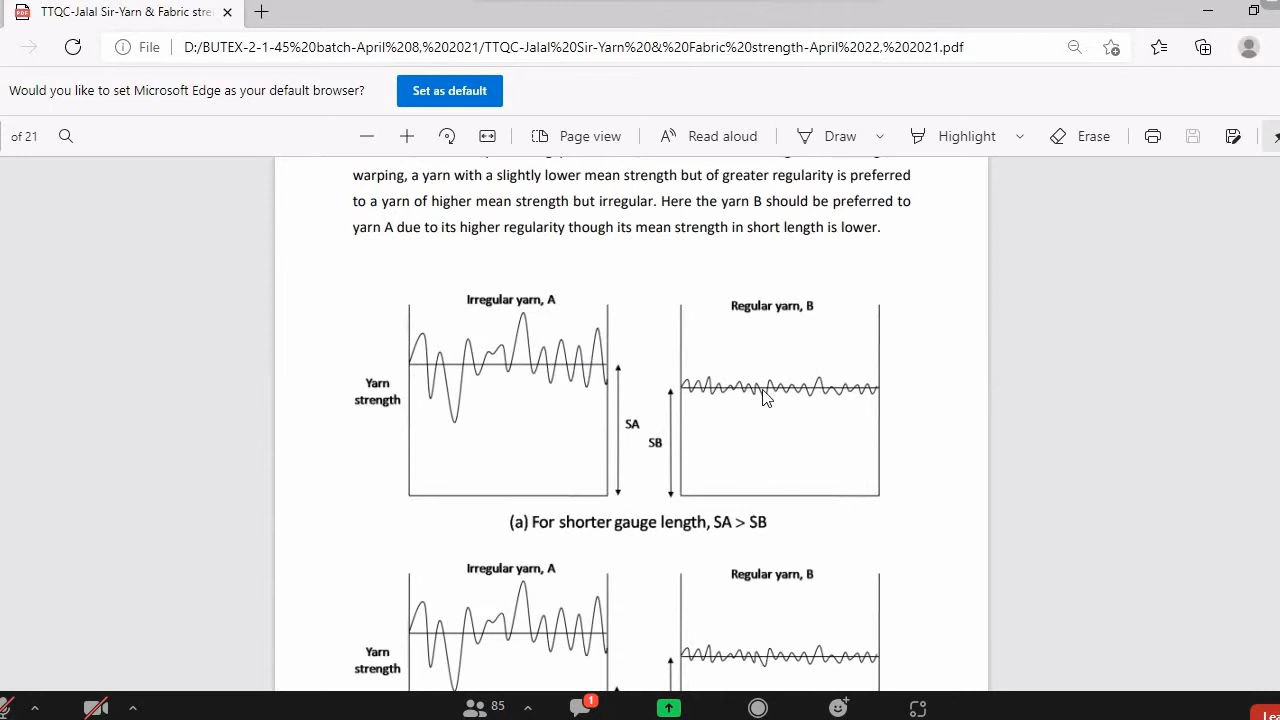 TTQC-Jalal Sir-Yarn & Fabric stre
File D:/BUTEX-2-1-45%20batch-April%208,%202021/TTQC-Jalal%20Sir-Yarn%20&%20Fabric%20strength-April%2022,%202021.pdf
Would you like to set Microsoft Edge as your default browser? Set as default
of 21 Page view Read aloud Draw Highlight Erase
warping, a yarn with a slightly lower mean strength but of greater regularity is preferred
to a yarn of higher mean strength but irregular. Here the yarn B should be preferred to
yarn A due to its higher regularity though its mean strength in short length is lower.
Irregular yarn, A
Regular yarn, B
Yarn
strength
SA
SB
(a) For shorter gauge length, SA > SB
Irregular yarn, A
Regular yarn, B
Yarn
strength
85
1